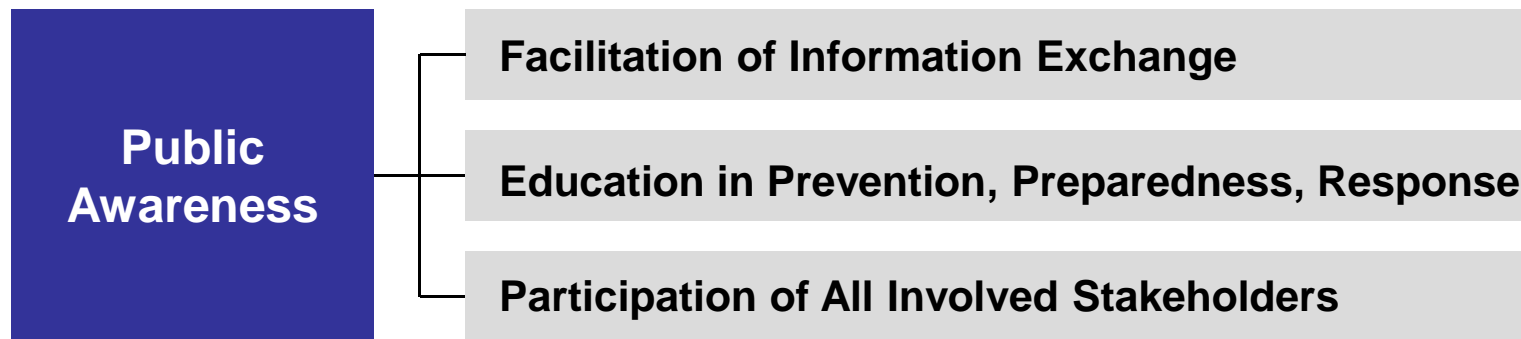 Public
Awareness
Facilitation of Information Exchange
Education in Prevention, Preparedness, Response
Participation of All Involved Stakeholders